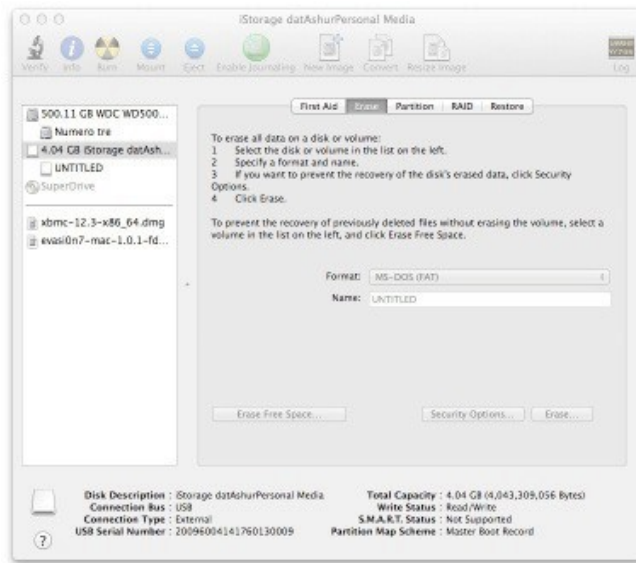 iStorage datAshurPersonal Media
Verify Info Burn Mount Eject Enable Journaling New Image Convert Resize Image Log
500.11 GB WDC WD500...
Numero tre
4.04 GB iStorage datAsh...
UNTITLED
SuperDrive
xbmc-12.3-x86_64.dmg
evasi0n7-mac-1.0.1-fd...
First Aid Erase Partition RAID Restore
To erase all data on a disk or volume:
1 Select the disk or volume in the list on the left.
2 Specify a format and name.
3 If you want to prevent the recovery of the disk's erased data, click Security
Options.
4 Click Erase.
To prevent the recovery of previously deleted files without erasing the volume, select a
volume in the list on the left, and click Erase Free Space.
Format: MS-DOS (FAT)
Name: UNTITLED
Erase Free Space... Security Options... Erase...
Disk Description : iStorage datAshurPersonal Media
Connection Bus : USB
Connection Type : External
USB Serial Number : 20096004141760130009
Total Capacity : 4.04 GB (4,043,309,056 Bytes)
Write Status : Read/Write
S.M.A.R.T. Status : Not Supported
Partition Map Scheme : Master Boot Record
?